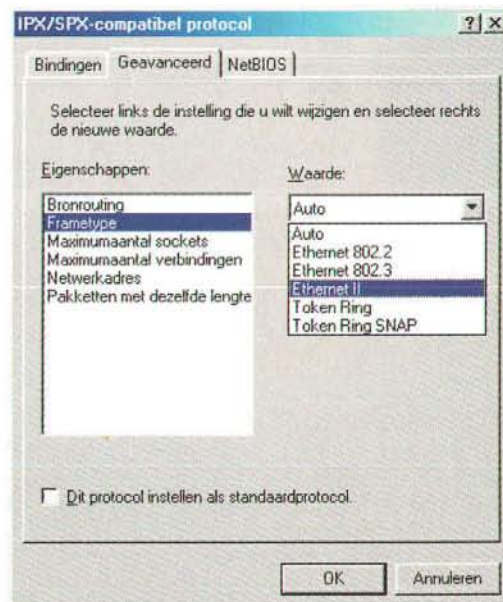 IPX/SPX-compatibel protocol
Bindingen Geavanceerd NetBIOS
Selecteer links de instelling die u wilt wijzigen en selecteer rechts
de nieuwe waarde.
Eigenschappen:
Bronrouting
Frametype
Maximumaantal sockets
Maximumaantal verbindingen
Netwerkadres
Pakketten met dezelfde lengte
Waarde:
Auto
Auto
Ethernet 802.2
Ethernet 802.3
Ethernet II
Token Ring
Token Ring SNAP
Dit protocol instellen als standaardprotocol.
OK Annuleren